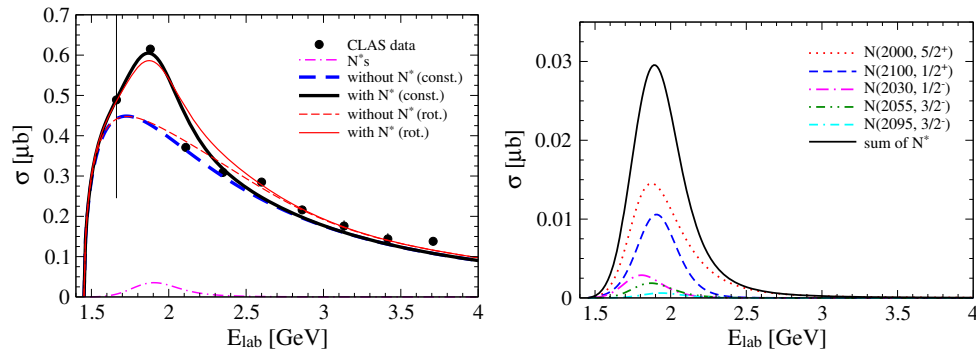 0.7
0.6
0.5
0.4
0.3
0.2
0.1
0
σ [μb]
CLAS data
N*s
without N* (const.)
with N* (const.)
without N* (rot.)
with N* (rot.)
1.5 2 2.5 3 3.5 4
E_lab [GeV]
0.03
0.02
0.01
0
σ [μb]
N(2000, 5/2⁺)
N(2100, 1/2⁺)
N(2030, 1/2⁻)
N(2055, 3/2⁻)
N(2095, 3/2⁻)
sum of N*
1.5 2 2.5 3 3.5 4
E_lab [GeV]